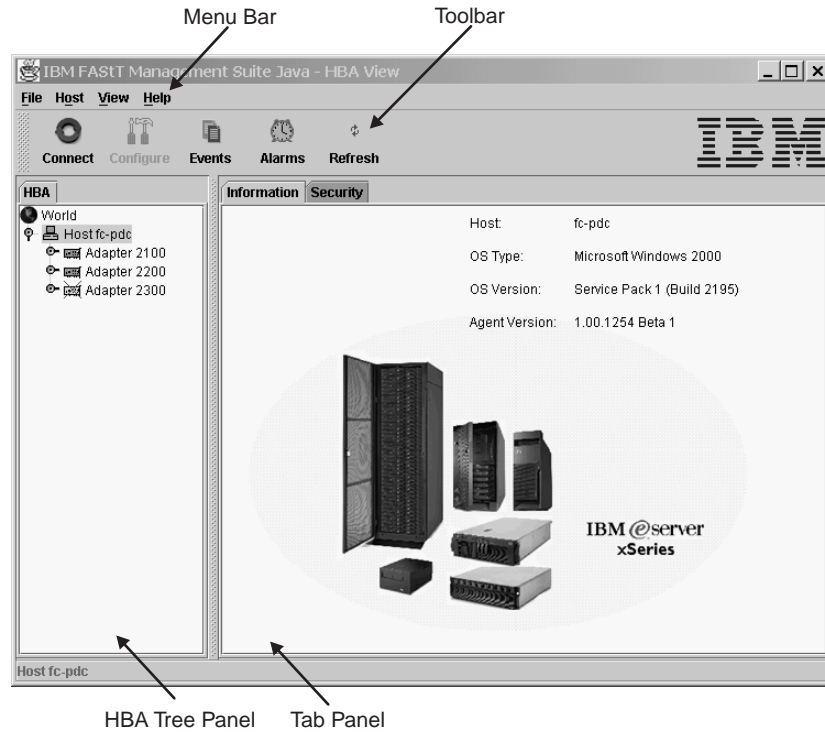 Menu Bar
Toolbar
IBM FAStT Management Suite Java - HBA View
File Host View Help
Connect Configure Events Alarms Refresh
IBM
HBA
Information Security
World
Host fc-pdc
Adapter 2100
Adapter 2200
Adapter 2300
Host: fc-pdc
OS Type: Microsoft Windows 2000
OS Version: Service Pack 1 (Build 2195)
Agent Version: 1.00.1254 Beta 1
IBM @server
xSeries
Host fc-pdc
HBA Tree Panel
Tab Panel